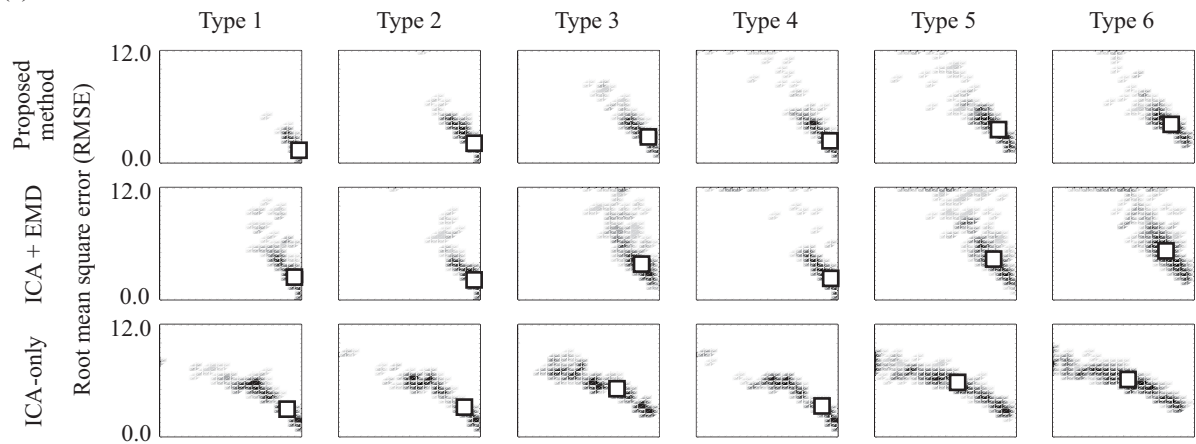 Type 1 Type 2 Type 3 Type 4 Type 5 Type 6
Proposed
method
ICA + EMD
ICA-only
Root mean square error (RMSE)
12.0
0.0
12.0
0.0
12.0
0.0